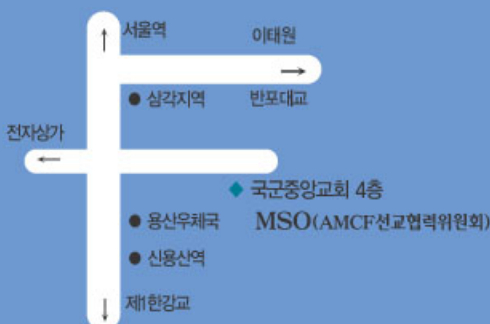 서울역
이태원
삼각지역
반포대교
전자상가
국군중앙교회 4층
용산우체국
MSO(AMCF선교협력위원회)
신용산역
제1한강교